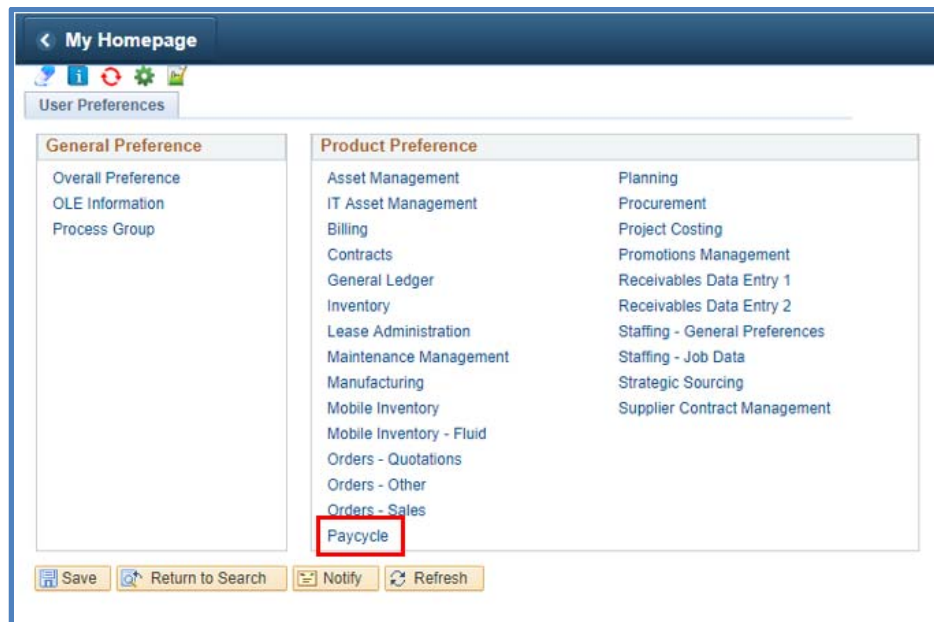 My Homepage
User Preferences
General Preference
Overall Preference
OLE Information
Process Group
Product Preference
Asset Management
IT Asset Management
Billing
Contracts
General Ledger
Inventory
Lease Administration
Maintenance Management
Manufacturing
Mobile Inventory
Mobile Inventory - Fluid
Orders - Quotations
Orders - Other
Orders - Sales
Paycycle
Planning
Procurement
Project Costing
Promotions Management
Receivables Data Entry 1
Receivables Data Entry 2
Staffing - General Preferences
Staffing - Job Data
Strategic Sourcing
Supplier Contract Management
Save
Return to Search
Notify
Refresh